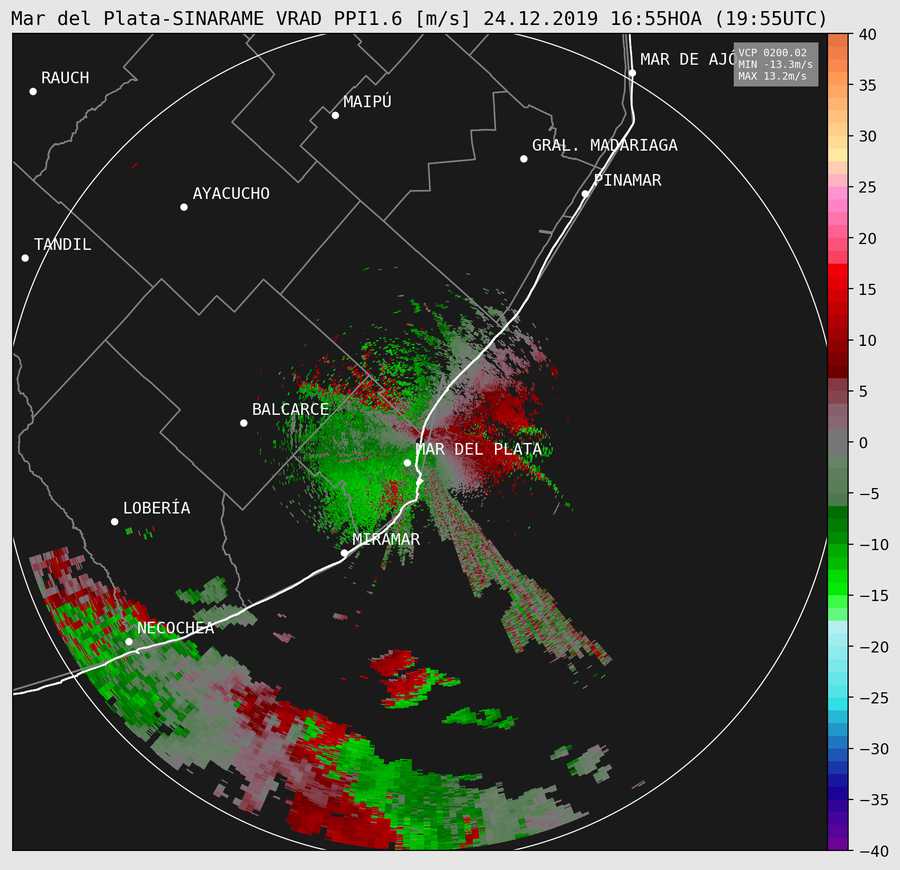 Mar del Plata-SINARAME VRAD PPI1.6 [m/s] 24.12.2019 16:55HOA (19:55UTC)
VCP 0200.02
MIN -13.3m/s
MAX 13.2m/s
MAR DE AJÓ
RAUCH
MAIPÚ
GRAL. MADARIAGA
PINAMAR
AYACUCHO
TANDIL
BALCARCE
MAR DEL PLATA
LOBERÍA
MIRAMAR
NECOCHEA
40
35
30
25
20
15
10
5
0
−5
−10
−15
−20
−25
−30
−35
−40